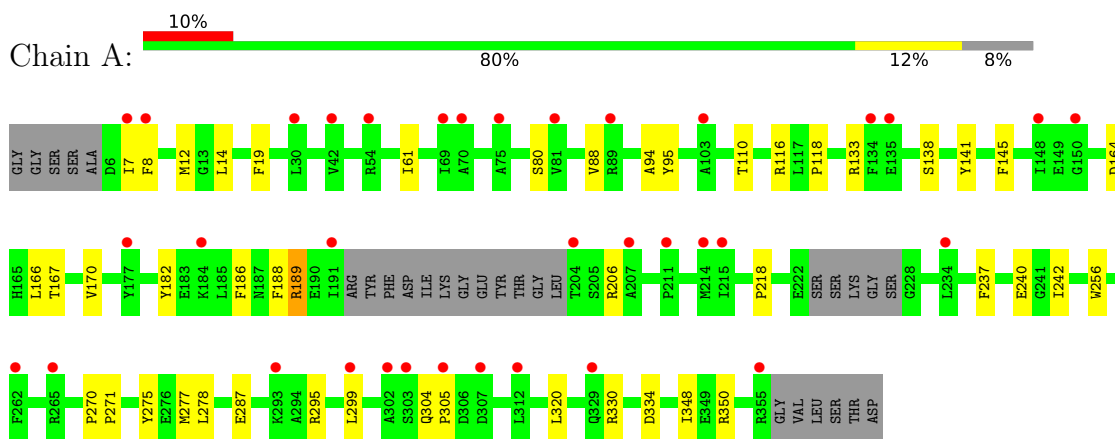 10%
Chain A:
80% 12% 8%
GLY GLY SER SER ALA D6 I7 F8 M12 G13 L14 F19 L30 V42 R54 I61 I69 A70 A75 S80 V81 V88 R89 A94 Y95 A103 T110 R116 L117 P118 R133 F134 E135 S138 Y141 F145 I148 E149 G150 D164
H165 L166 T167 V170 Y177 Y182 E183 K184 L185 F186 N187 F188 R189 E190 I191 ARG TYR PHE ASP ILE LYS GLY GLU TYR THR GLY LEU T204 S205 R206 A207 P211 M214 I215 P218 E222 SER SER LYS GLY SER G228 L234 F237 E240 G241 I242 W256
F262 R265 P270 P271 Y275 E276 M277 L278 E287 K293 A294 R295 L299 A302 S303 Q304 P305 D306 D307 L312 L320 Q329 R330 D334 I348 E349 R350 R355 GLY VAL LEU SER THR ASP